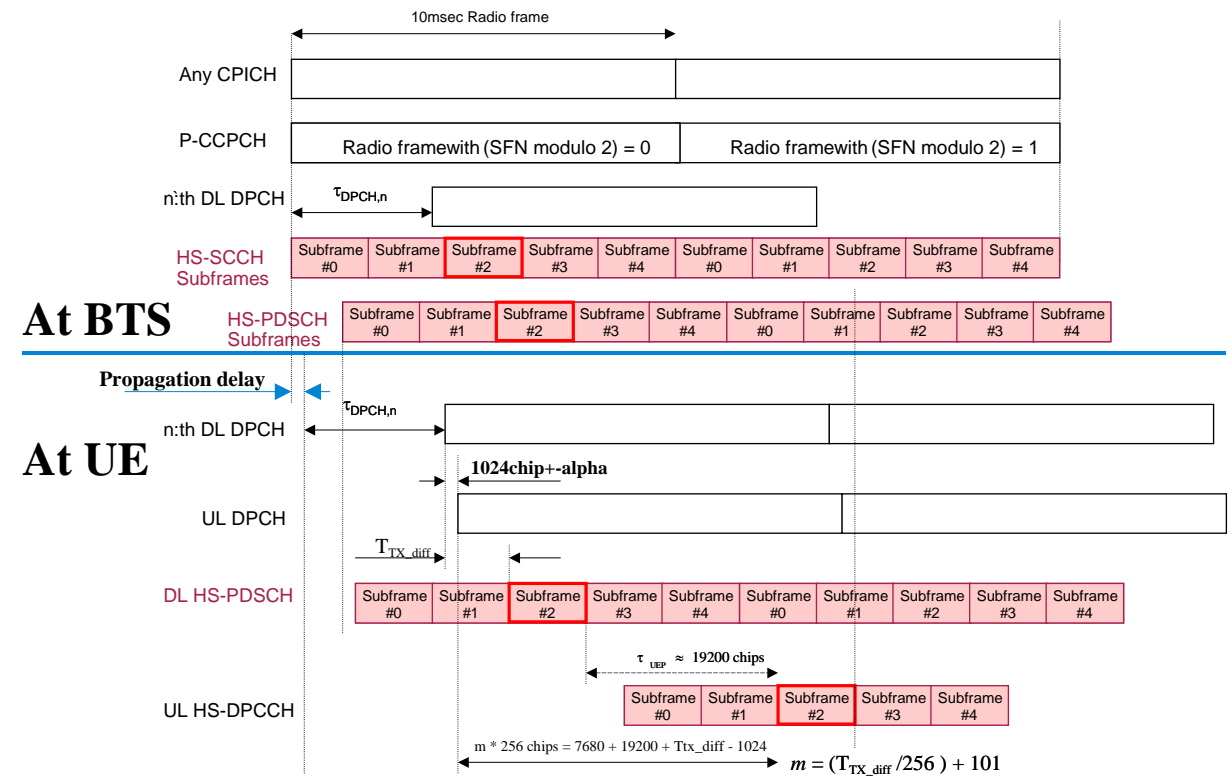 10msec Radio frame
Any CPICH
P-CCPCH
Radio framewith (SFN modulo 2) = 0
Radio framewith (SFN modulo 2) = 1
n:th DL DPCH
τDPCH,n
HS-SCCH
Subframes
Subframe #0 Subframe #1 Subframe #2 Subframe #3 Subframe #4 Subframe #0 Subframe #1 Subframe #2 Subframe #3 Subframe #4
At BTS
HS-PDSCH
Subframes
Subframe #0 Subframe #1 Subframe #2 Subframe #3 Subframe #4 Subframe #0 Subframe #1 Subframe #2 Subframe #3 Subframe #4
Propagation delay
τDPCH,n
n:th DL DPCH
At UE
1024chip+-alpha
UL DPCH
TTX_diff
DL HS-PDSCH
Subframe #0 Subframe #1 Subframe #2 Subframe #3 Subframe #4 Subframe #0 Subframe #1 Subframe #2 Subframe #3 Subframe #4
τ UEP ≈ 19200 chips
UL HS-DPCCH
Subframe #0 Subframe #1 Subframe #2 Subframe #3 Subframe #4
m * 256 chips = 7680 + 19200 + Ttx_diff - 1024
m = (TTX_diff /256 ) + 101